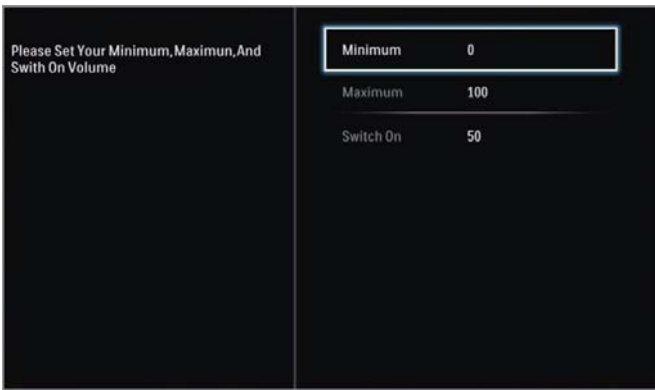 Please Set Your Minimum,Maximun,And
Swith On Volume
Minimum 0
Maximum 100
Switch On 50